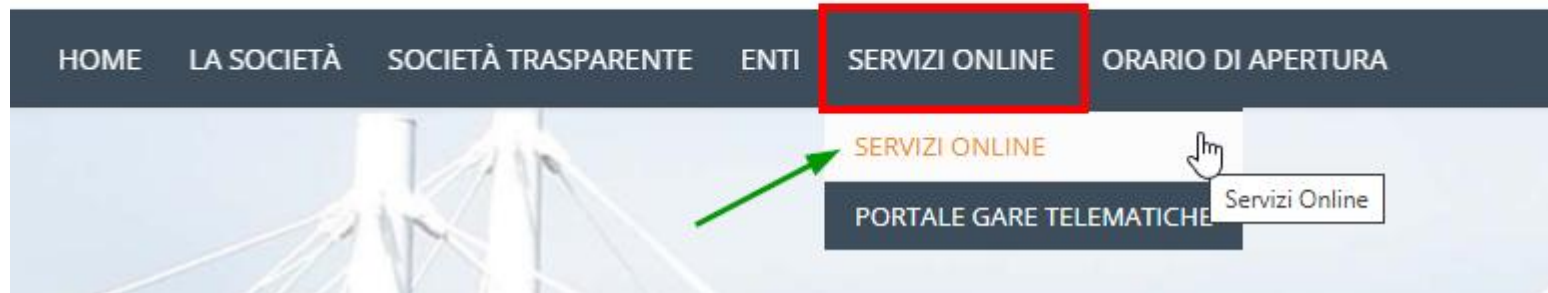 HOME LA SOCIETÀ SOCIETÀ TRASPARENTE ENTI SERVIZI ONLINE ORARIO DI APERTURA
SERVIZI ONLINE
Servizi Online
PORTALE GARE TELEMATICHE